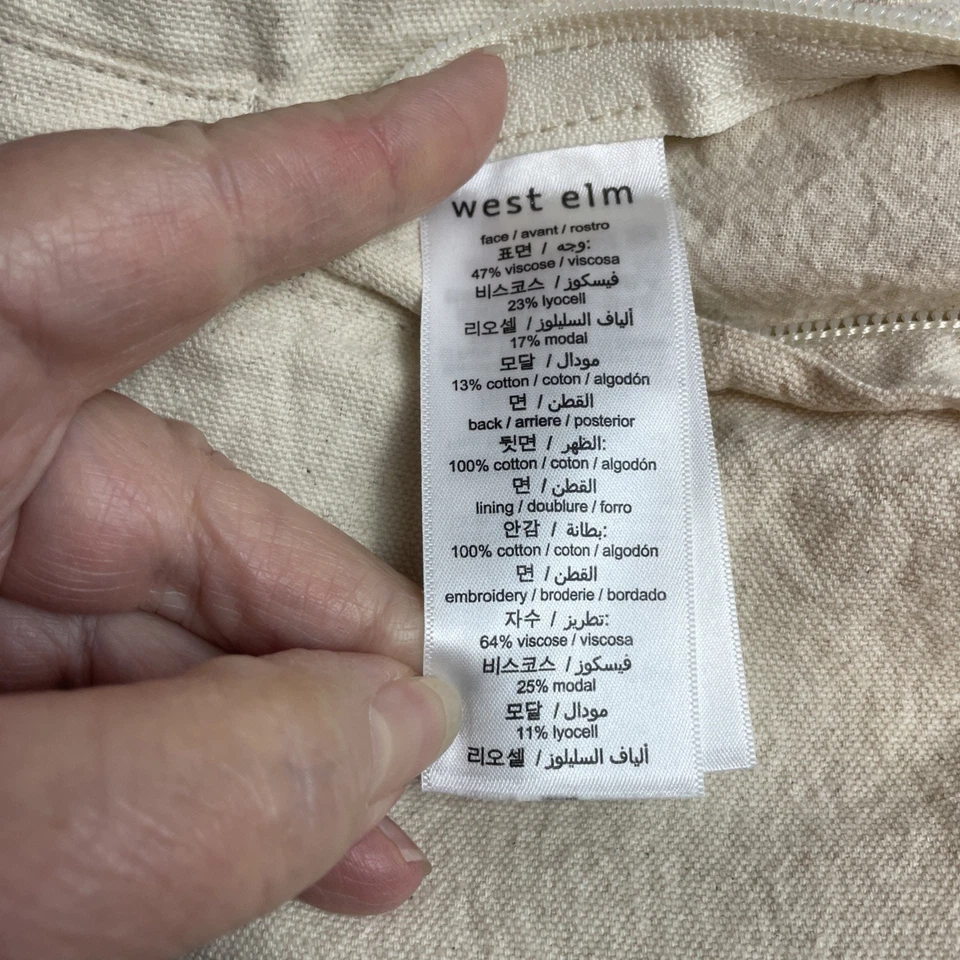 west elm
face / avant / rostro
표면 / وجه:
47% viscose / viscosa
비스코스 / فيسكوز
23% lyocell
리오셀 / ألياف السليلوز
17% modal
모달 / مودال
13% cotton / coton / algodón
면 / القطن
back / arriere / posterior
뒷면 / الظهر:
100% cotton / coton / algodón
면 / القطن
lining / doublure / forro
안감 / بطانة:
100% cotton / coton / algodón
면 / القطن
embroidery / broderie / bordado
자수 / تطريز:
64% viscose / viscosa
비스코스 / فيسكوز
25% modal
모달 / مودال
11% lyocell
리오셀 / ألياف السليلوز